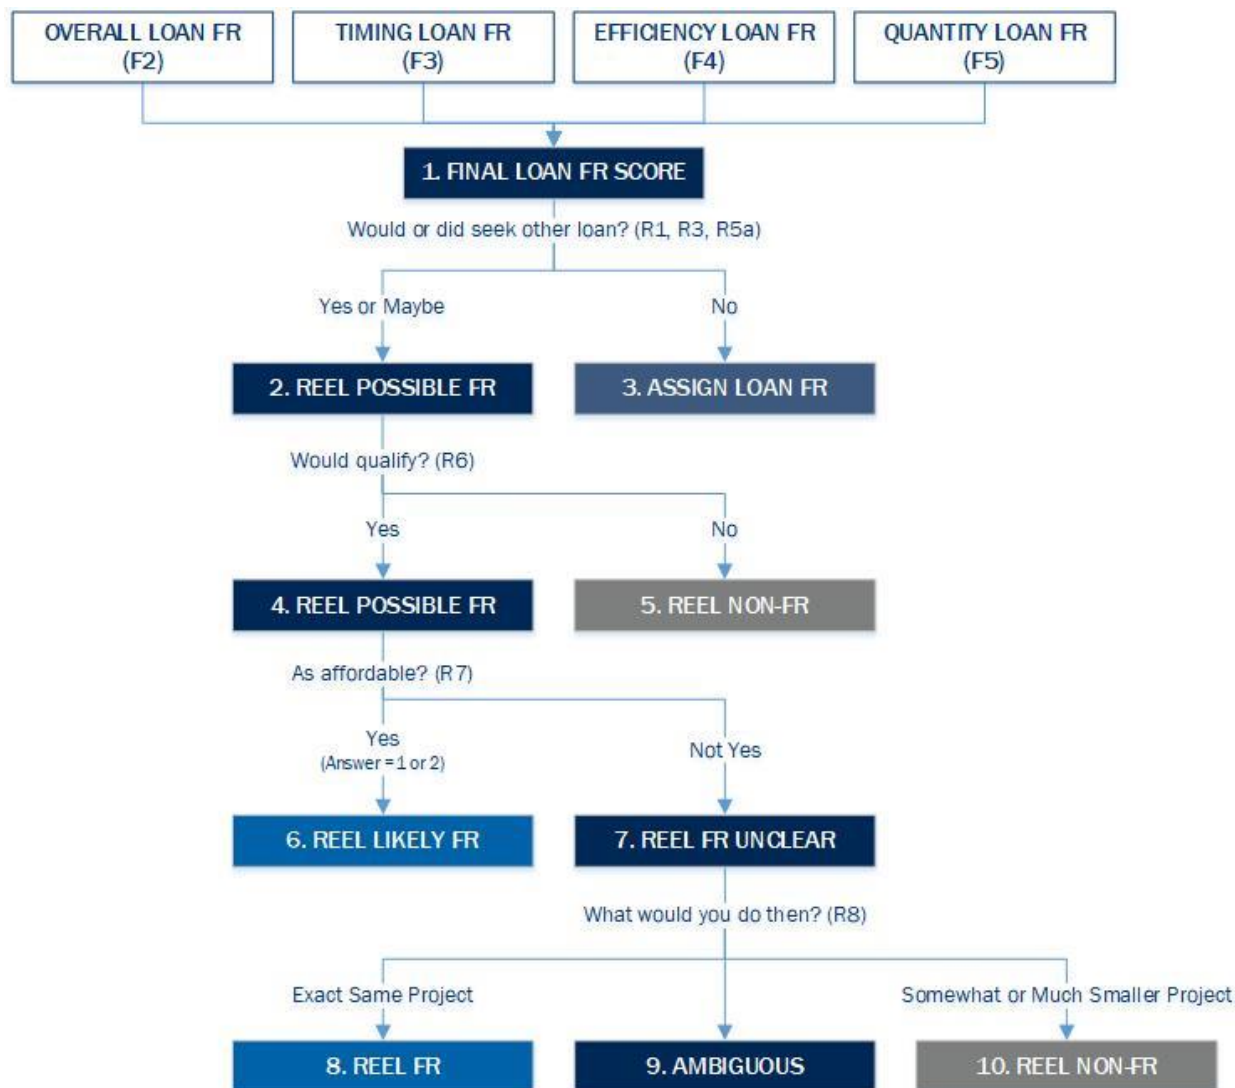 OVERALL LOAN FR
(F2)
TIMING LOAN FR
(F3)
EFFICIENCY LOAN FR
(F4)
QUANTITY LOAN FR
(F5)
1. FINAL LOAN FR SCORE
Would or did seek other loan? (R1, R3, R5a)
Yes or Maybe
No
2. REEL POSSIBLE FR
3. ASSIGN LOAN FR
Would qualify? (R6)
Yes
No
4. REEL POSSIBLE FR
5. REEL NON-FR
As affordable? (R7)
Yes
(Answer = 1 or 2)
Not Yes
6. REEL LIKELY FR
7. REEL FR UNCLEAR
What would you do then? (R8)
Exact Same Project
Somewhat or Much Smaller Project
8. REEL FR
9. AMBIGUOUS
10. REEL NON-FR